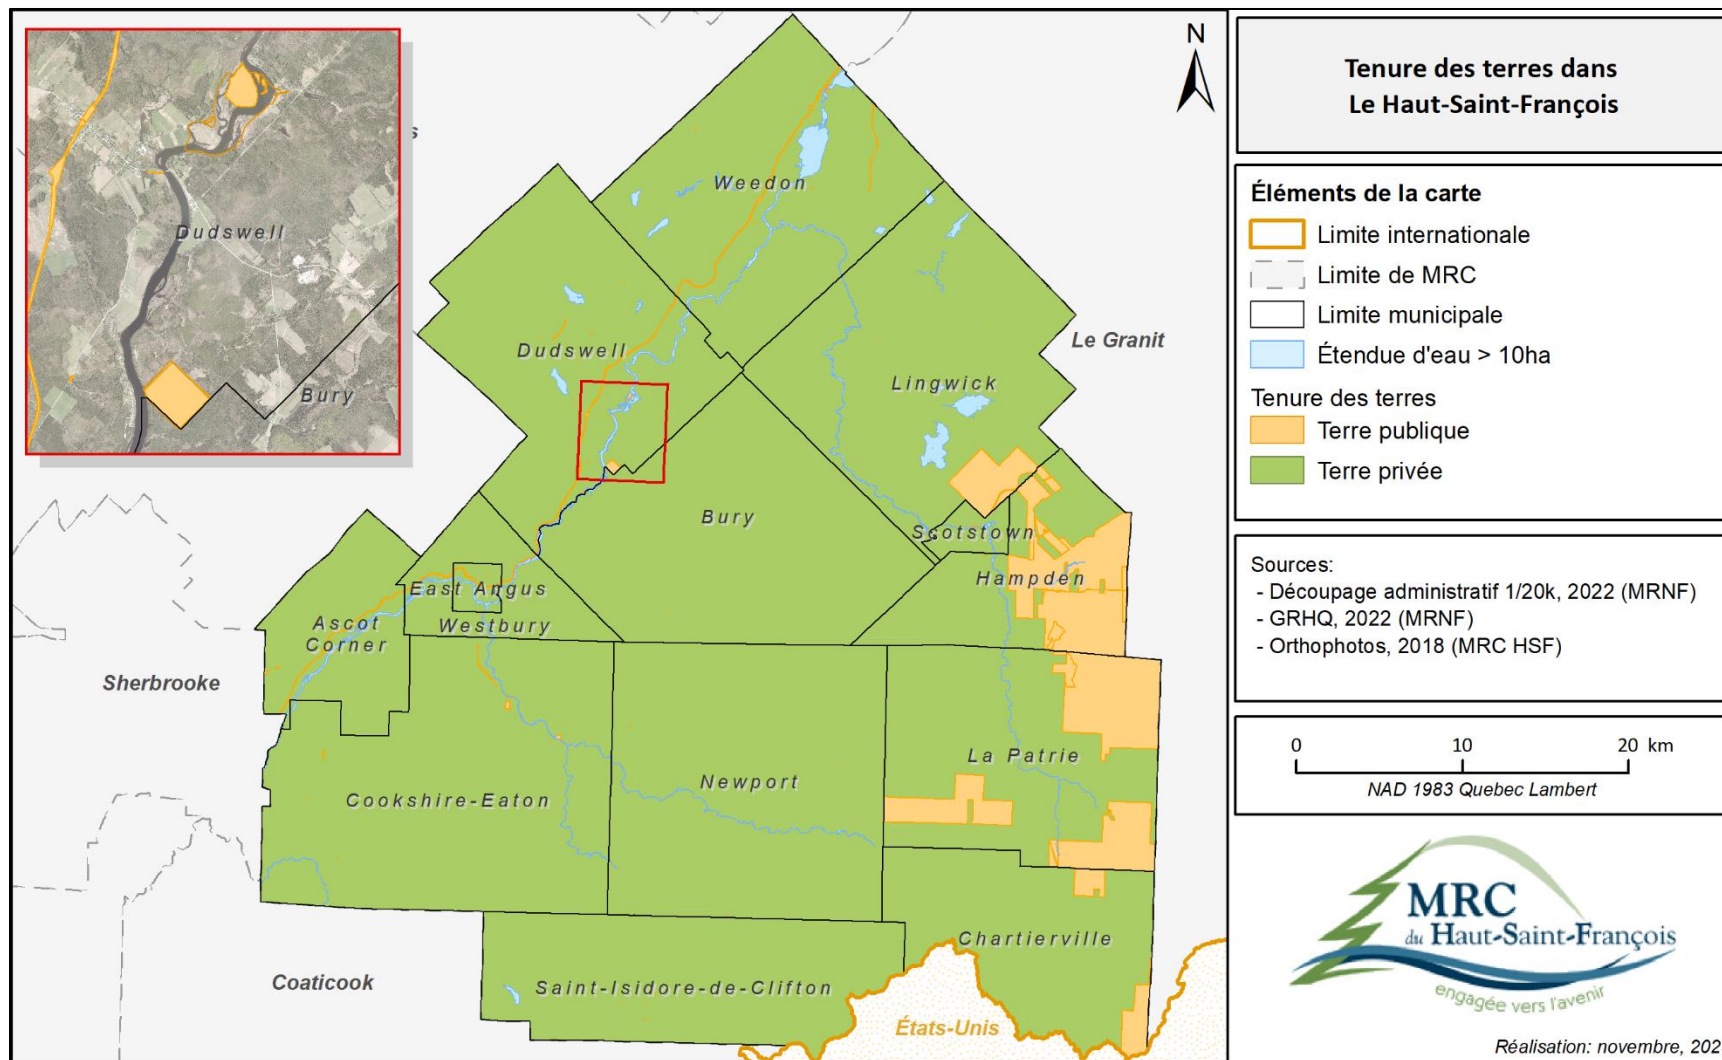 Tenure des terres dans
Le Haut-Saint-François
Éléments de la carte
Limite internationale
Limite de MRC
Limite municipale
Étendue d'eau > 10ha
Tenure des terres
Terre publique
Terre privée
Sources:
- Découpage administratif 1/20k, 2022 (MRNF)
- GRHQ, 2022 (MRNF)
- Orthophotos, 2018 (MRC HSF)
0 10 20 km
NAD 1983 Quebec Lambert
MRC
du Haut-Saint-François
engagée vers l'avenir
Réalisation: novembre, 202
N
Dudswell
Bury
s
Weedon
Dudswell
Le Granit
Lingwick
Bury
Scotstown
Hampden
East Angus
Westbury
Ascot
Corner
Sherbrooke
La Patrie
Newport
Cookshire-Eaton
Chartierville
Coaticook
Saint-Isidore-de-Clifton
États-Unis